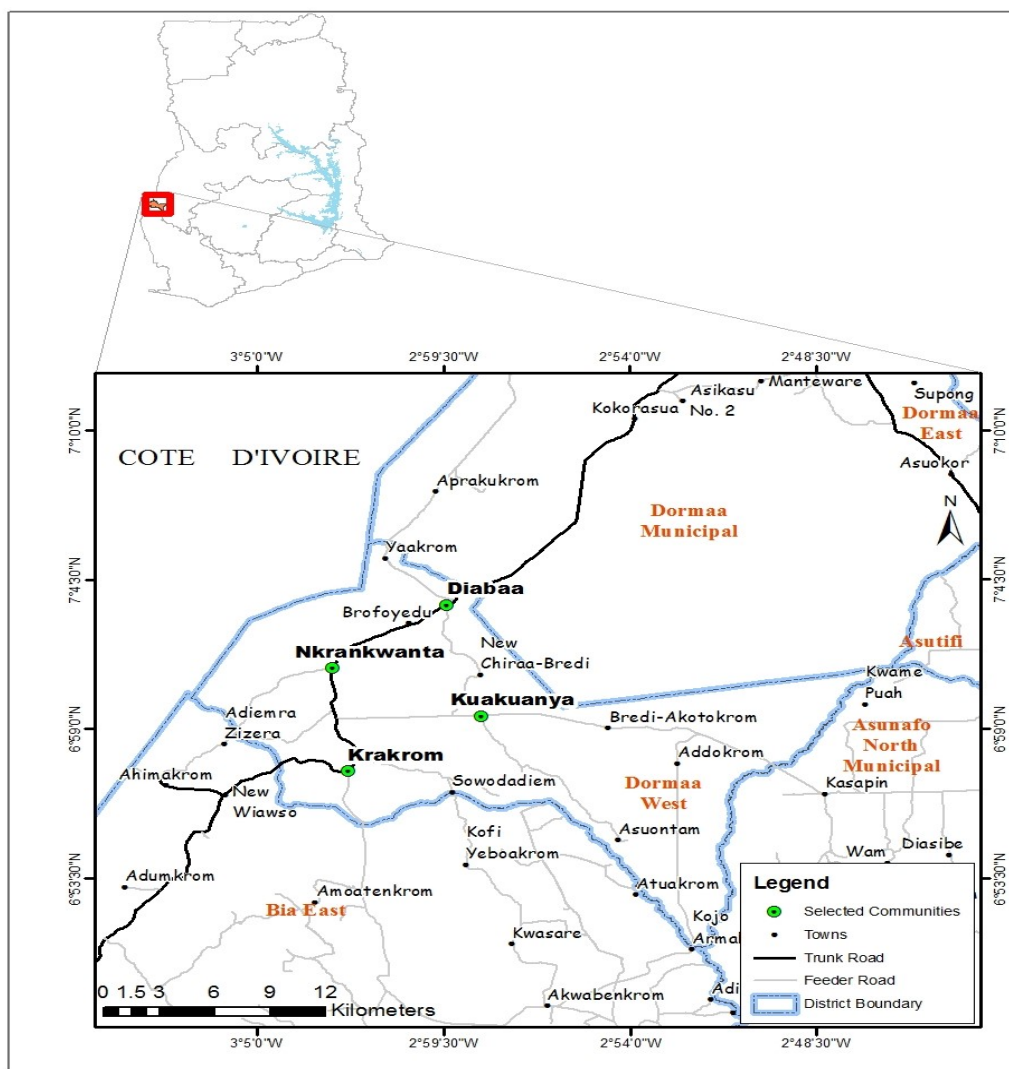 3°5'0"W
2°59'30"W
2°54'0"W
2°48'30"W
7°10'0"N
7°4'30"N
6°59'0"N
6°53'30"N
7°10'0"N
7°4'30"N
6°59'0"N
6°53'30"N
COTE D'IVOIRE
Manteware
Asikasu
No. 2
Kokorasua
Supong
Dormaa
East
Asuokor
N
Aprakukrom
Dormaa
Municipal
Yaakrom
Diabaa
Brofoyedu
New
Chiraa-Bredi
Nkrankwanta
Asutifi
Kwame
Puah
Kuakuanya
Adiemra
Zizera
Bredi-Akotokrom
Asunafo
North
Municipal
Krakrom
Addokrom
Ahimakrom
New
Wiawso
Sowodadiem
Dormaa
West
Kasapin
Kofi
Yeboakrom
Asuontam
Wam
Diasibe
Adumkrom
Amoatenkrom
Bia East
Atuakrom
Kojo
Armah
Kwasare
Akwabenkrom
Adi
Legend
Selected Communities
Towns
Trunk Road
Feeder Road
District Boundary
0 1.5 3 6 9 12
Kilometers
3°5'0"W
2°59'30"W
2°54'0"W
2°48'30"W